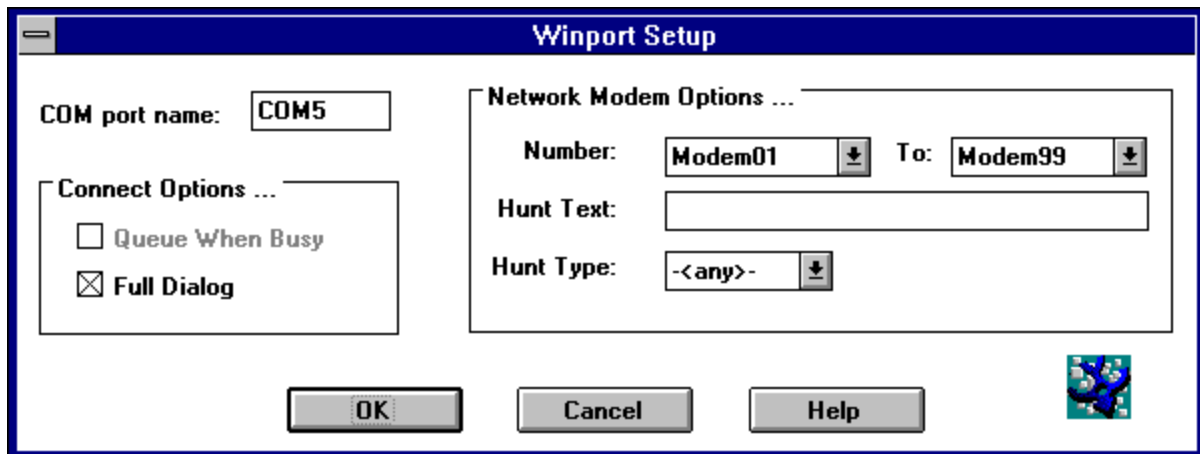 Winport Setup
COM port name: COM5
Connect Options ...
Queue When Busy
Full Dialog
Network Modem Options ...
Number: Modem01 To: Modem99
Hunt Text:
Hunt Type: -<any>-
OK Cancel Help